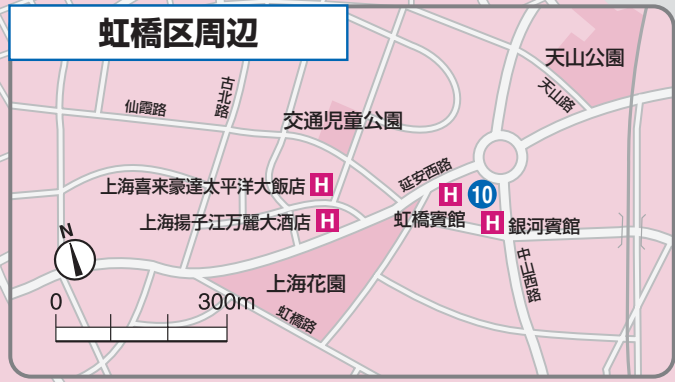 虹橋区周辺
天山公園
天山路
古北路
仙霞路
交通児童公園
延安西路
上海喜来豪達太平洋大飯店 H
H 10
上海揚子江万麗大酒店 H
虹橋賓館
H 銀河賓館
N
中山西路
上海花園
0 300m
虹橋路